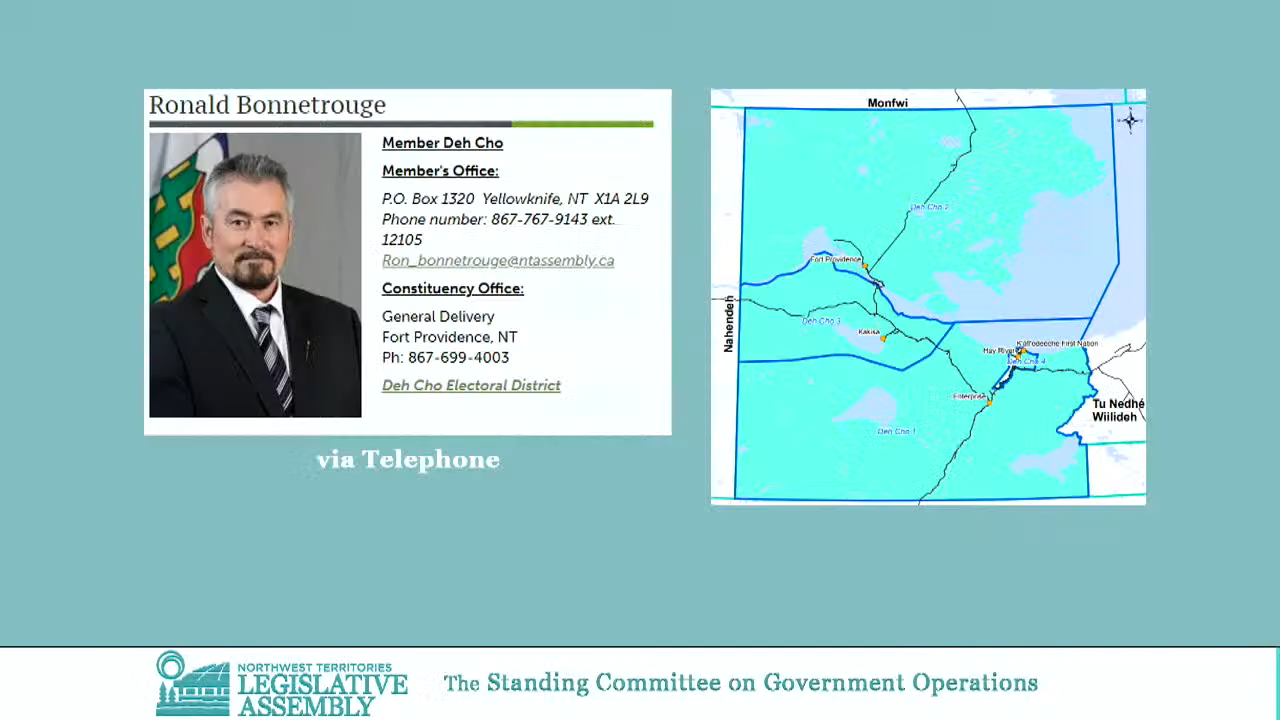 Ronald Bonnetrouge
Member Deh Cho
Member's Office:
P.O. Box 1320 Yellowknife, NT X1A 2L9
Phone number: 867-767-9143 ext.
12105
Ron_bonnetrouge@ntassembly.ca
Constituency Office:
General Delivery
Fort Providence, NT
Ph: 867-699-4003
Deh Cho Electoral District
via Telephone
Monfwi
Deh Cho 2
Fort Providence
Nahendeh
Deh Cho 3
Kakisa
K'atl'odeeche First Nation
Hay River
Deh Cho 4
Enterprise
Tu Nedhé
Wiilideh
Deh Cho 1
NORTHWEST TERRITORIES
LEGISLATIVE
ASSEMBLY
The Standing Committee on Government Operations